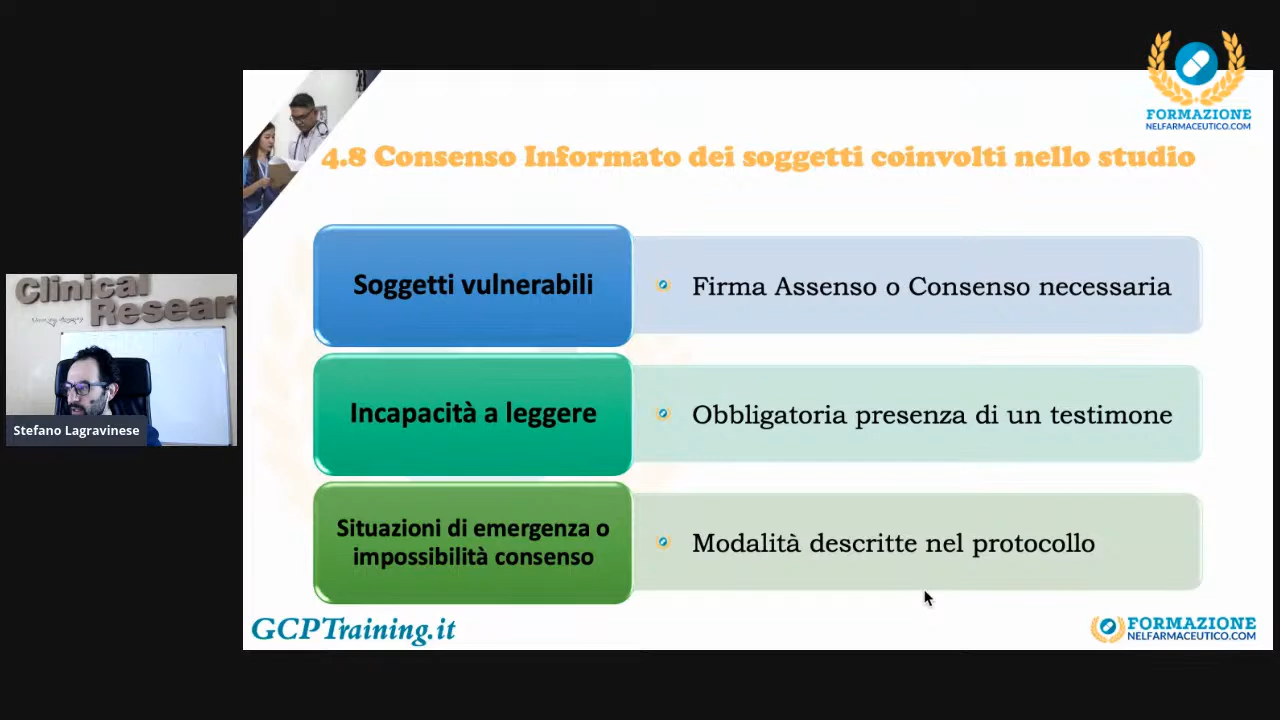 FORMAZIONE
NELFARMACEUTICO.COM
4.8 Consenso Informato dei soggetti coinvolti nello studio
Soggetti vulnerabili
Firma Assenso o Consenso necessaria
Clinical
Research
Stefano Lagravinese
Incapacità a leggere
Obbligatoria presenza di un testimone
Situazioni di emergenza o
impossibilità consenso
Modalità descritte nel protocollo
GCPTraining.it
FORMAZIONE
NELFARMACEUTICO.COM